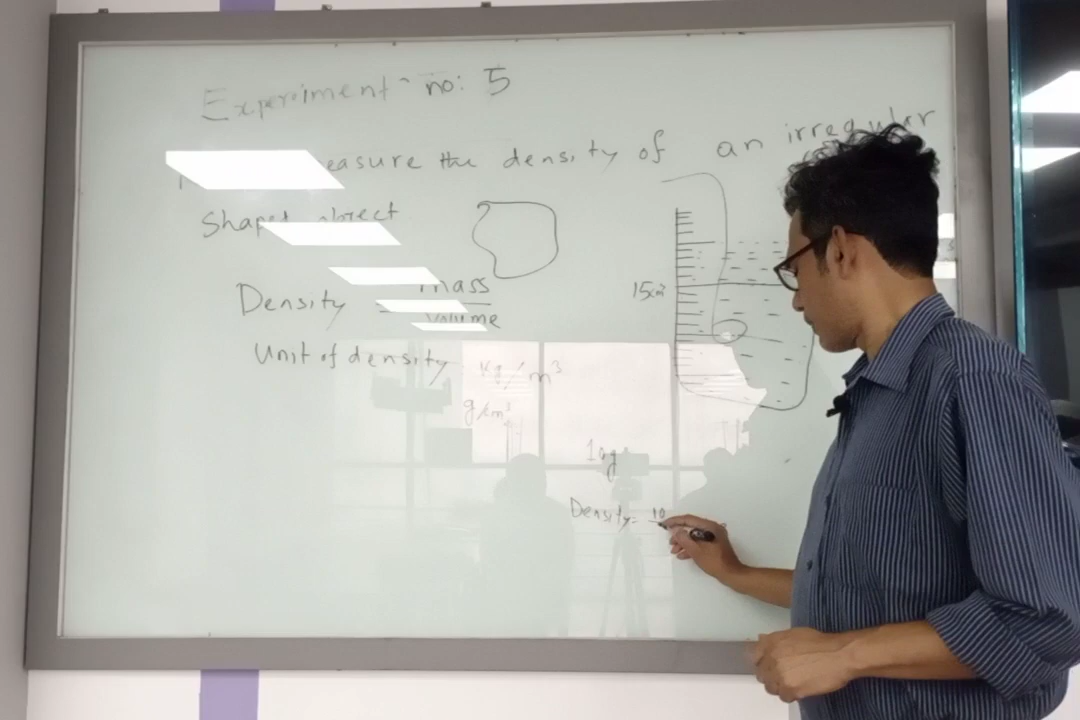 Experiment no: 5
measure the density of an irregular
Shaped object
Density = mass
volume
Unit of density kg/m³
g/cm³
15cm³
10g
Density = 10